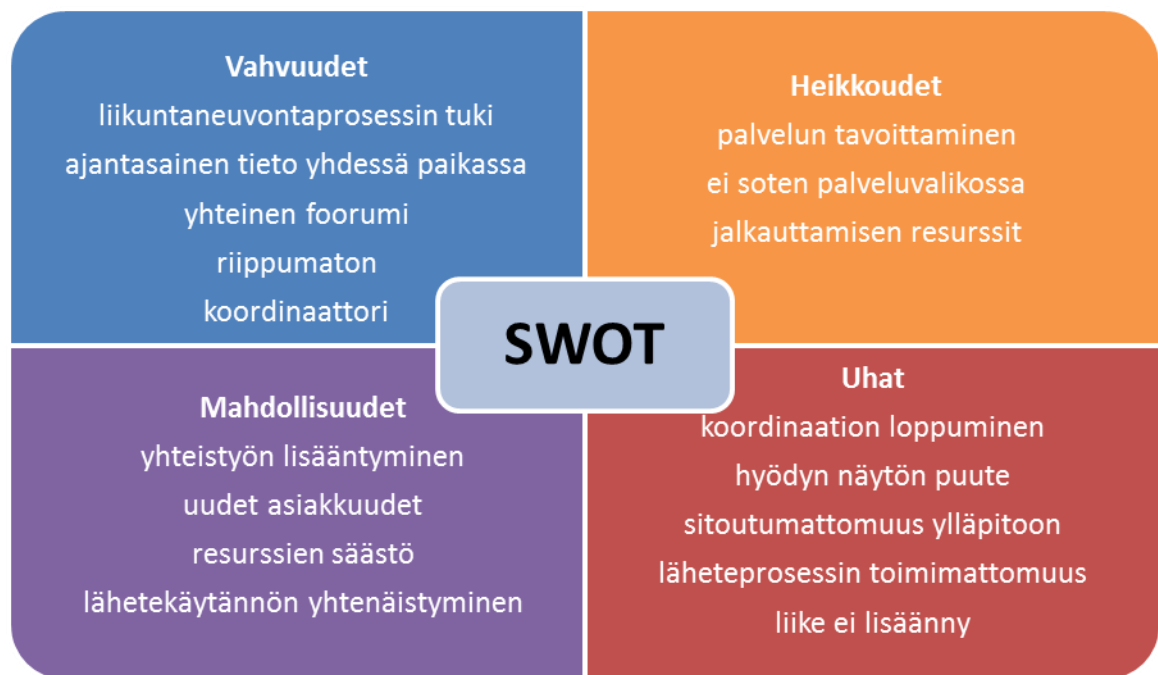 Vahvuudet
liikuntaneuvontaprosessin tuki
ajantasainen tieto yhdessä paikassa
yhteinen foorumi
riippumaton
koordinaattori
Heikkoudet
palvelun tavoittaminen
ei soten palveluvalikossa
jalkauttamisen resurssit
SWOT
Mahdollisuudet
yhteistyön lisääntyminen
uudet asiakkuudet
resurssien säästö
lähetekäytännön yhtenäistyminen
Uhat
koordinaation loppuminen
hyödyn näytön puute
sitoutumattomuus ylläpitoon
läheteprosessin toimimattomuus
liike ei lisäänny